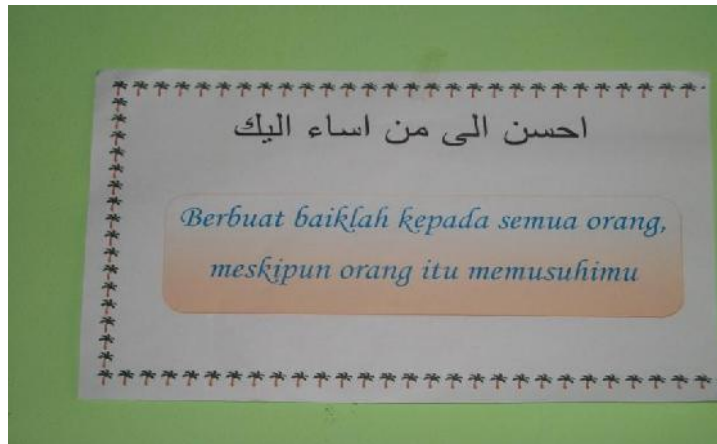 احسن الى من اساء اليك
Berbuat baiklah kepada semua orang,
meskipun orang itu memusuhimu